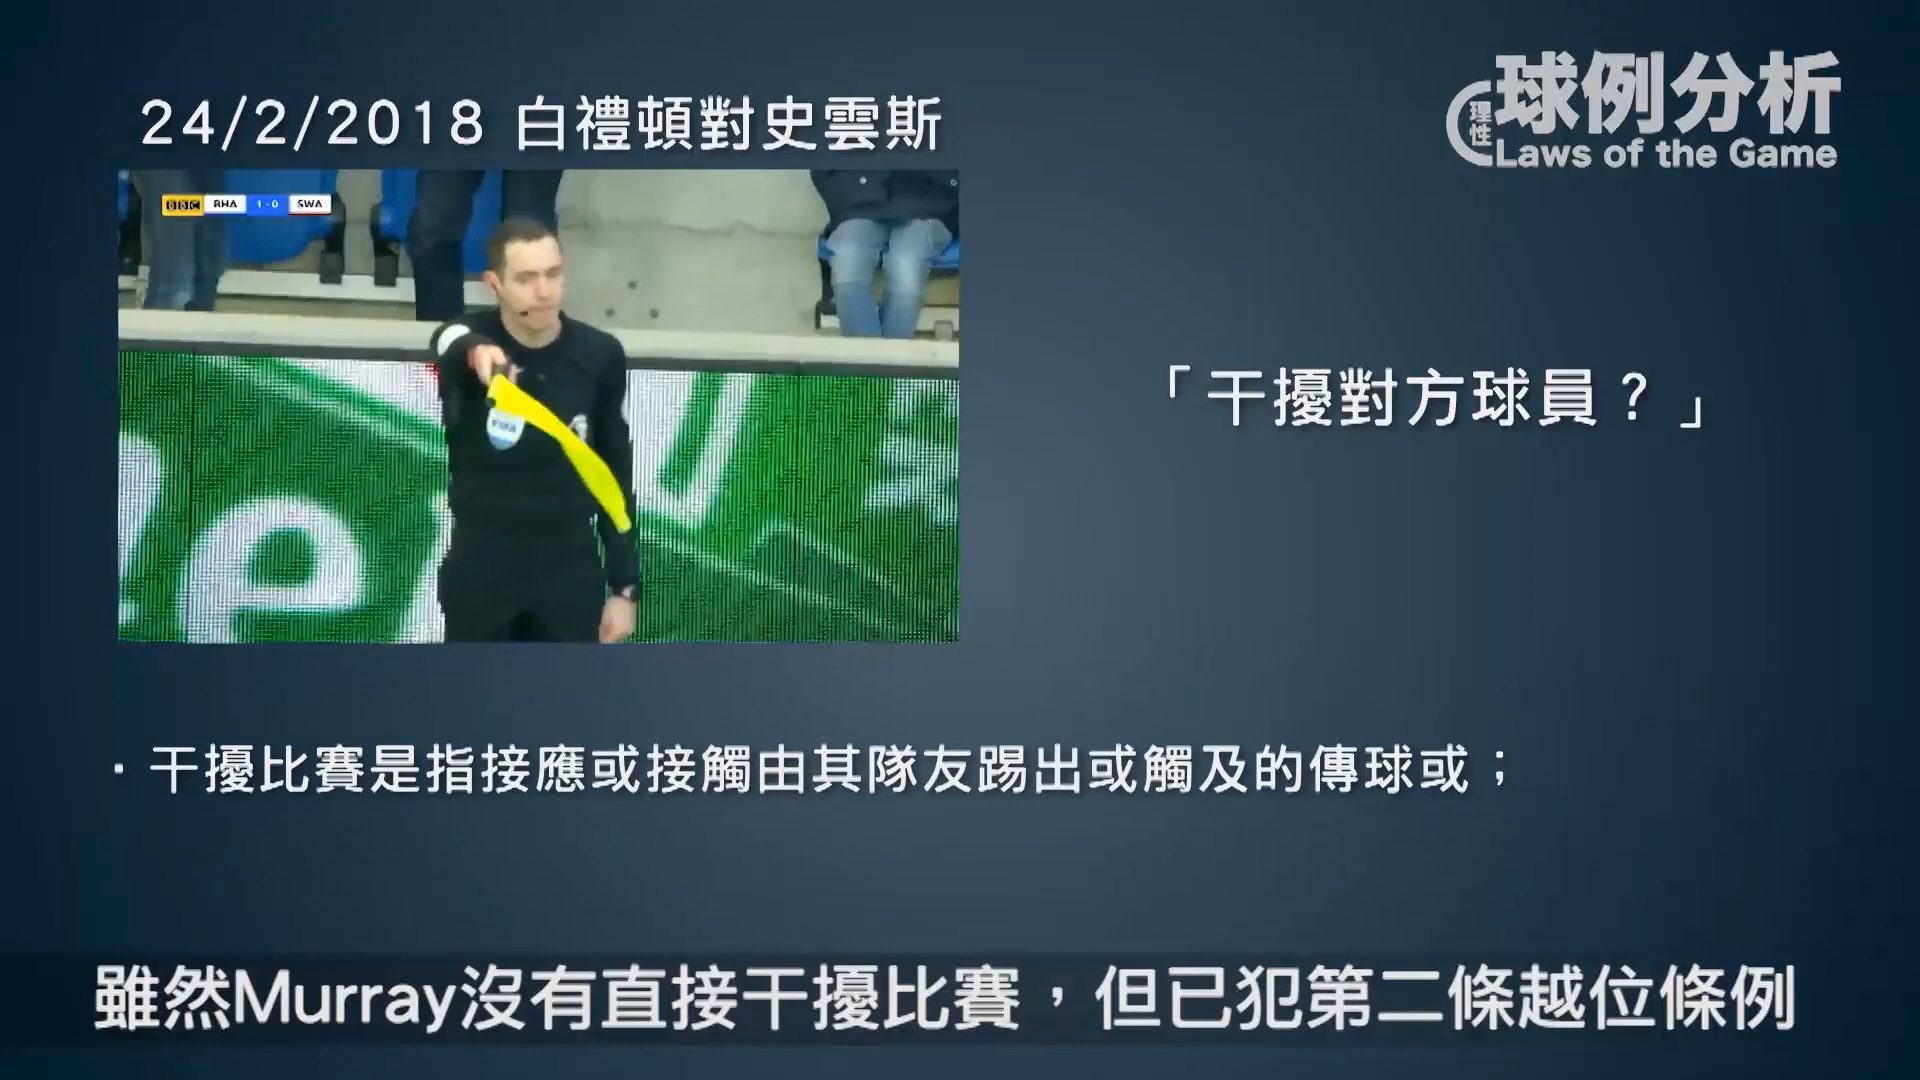 理性
球例分析
Laws of the Game
24/2/2018 白禮頓對史雲斯
BBC BHA 1-0 SWA
「干擾對方球員？」
·干擾比賽是指接應或接觸由其隊友踢出或觸及的傳球或；
雖然Murray沒有直接干擾比賽，但已犯第二條越位條例